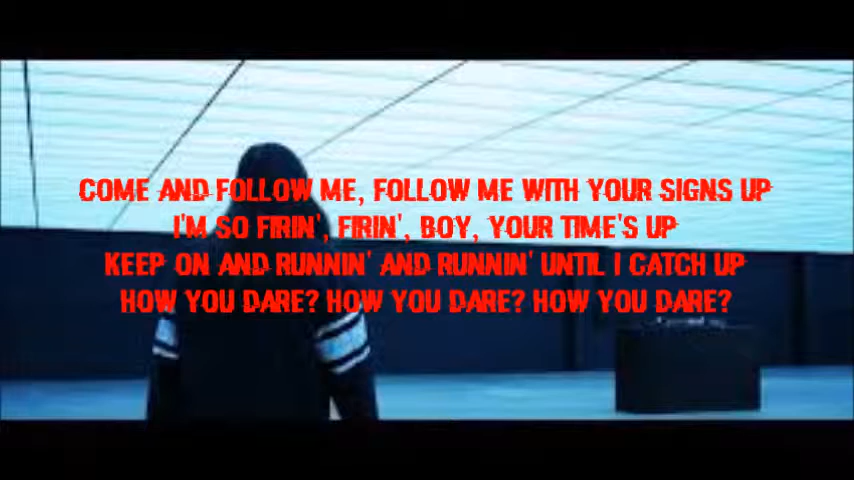 COME AND FOLLOW ME, FOLLOW ME WITH YOUR SIGNS UP
I'M SO FIRIN', FIRIN', BOY, YOUR TIME'S UP
KEEP ON AND RUNNIN' AND RUNNIN' UNTIL I CATCH UP
HOW YOU DARE? HOW YOU DARE? HOW YOU DARE?